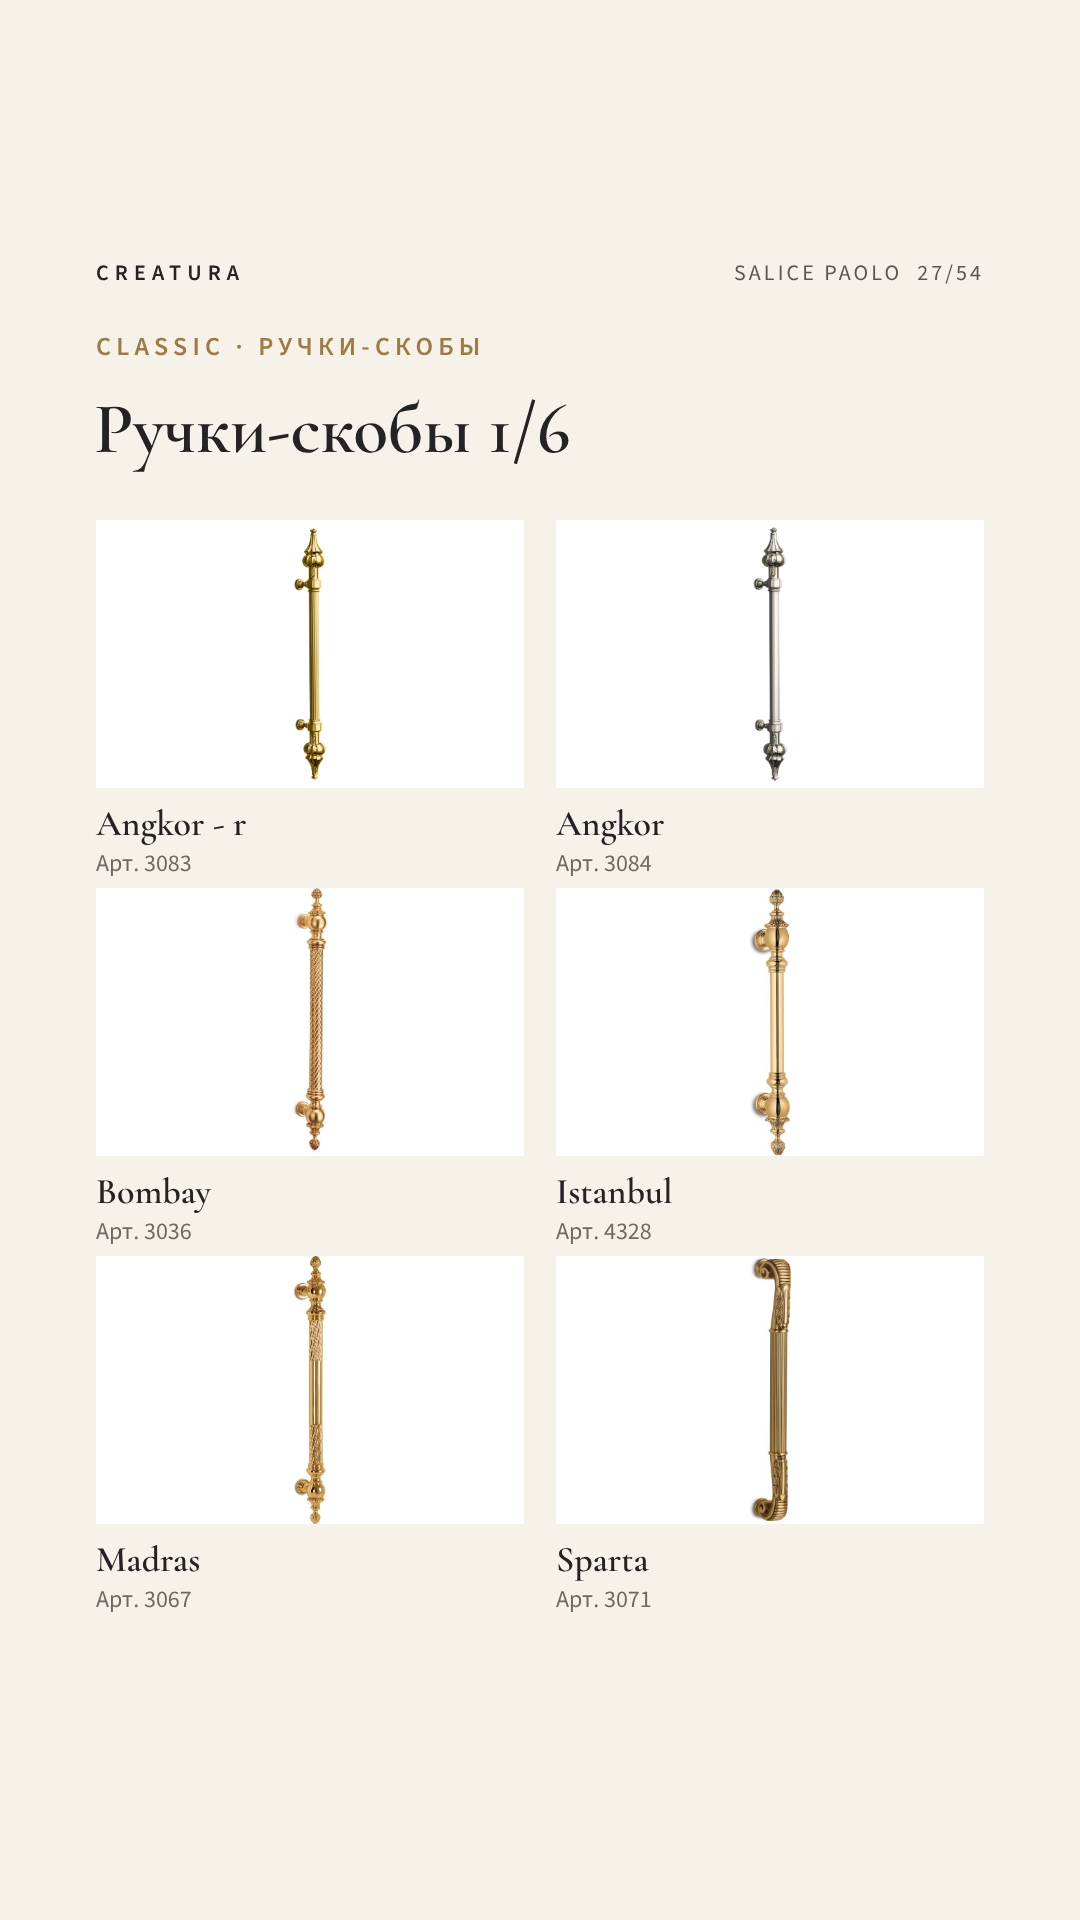 CREATURA
SALICE PAOLO 27/54
CLASSIC · РУЧКИ-СКОБЫ
Ручки-скобы 1/6
Angkor - r
Арт. 3083
Angkor
Арт. 3084
Bombay
Арт. 3036
Istanbul
Арт. 4328
Madras
Арт. 3067
Sparta
Арт. 3071